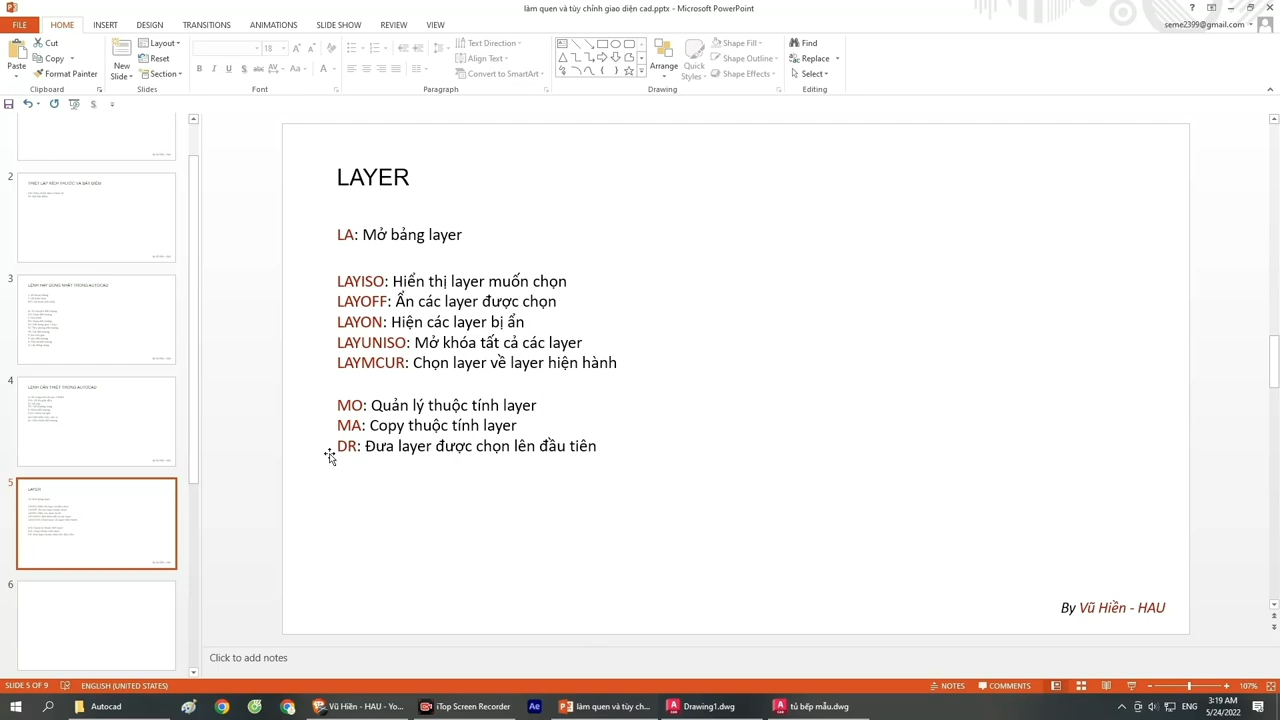 làm quen và tùy chỉnh giao diện cad.pptx - Microsoft PowerPoint
FILE HOME INSERT DESIGN TRANSITIONS ANIMATIONS SLIDE SHOW REVIEW VIEW
seme2399@gmail.com
Paste
Cut
Copy
Format Painter
Clipboard
New Slide
Layout
Reset
Section
Slides
18
Font
Text Direction
Align Text
Convert to SmartArt
Paragraph
Arrange
Quick Styles
Shape Fill
Shape Outline
Shape Effects
Drawing
Find
Replace
Select
Editing
2
3
4
5
6
LAYER
LA: Mở bảng layer
LAYISO: Hiển thị layer muốn chọn
LAYOFF: Ẩn các layer được chọn
LAYON: Hiện các layer bị ẩn
LAYUNISO: Mở khóa tất cả các layer
LAYMCUR: Chọn layer về layer hiện hành
MO: Quản lý thuộc tính layer
MA: Copy thuộc tính layer
DR: Đưa layer được chọn lên đầu tiên
By Vũ Hiền - HAU
Click to add notes
SLIDE 5 OF 9 ENGLISH (UNITED STATES) NOTES COMMENTS 107%
Autocad Vũ Hiền - HAU - Yo... iTop Screen Recorder làm quen và tùy ch... Drawing1.dwg tủ bếp mẫu.dwg ENG 3:19 AM
5/24/2022